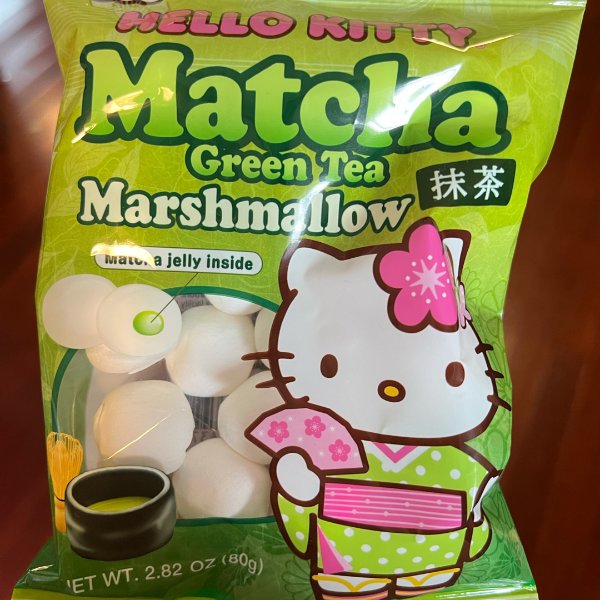 HELLO KITTY
Matcha
Green Tea
抹茶
Marshmallow
Matcha jelly inside
NET WT. 2.82 OZ (80g)